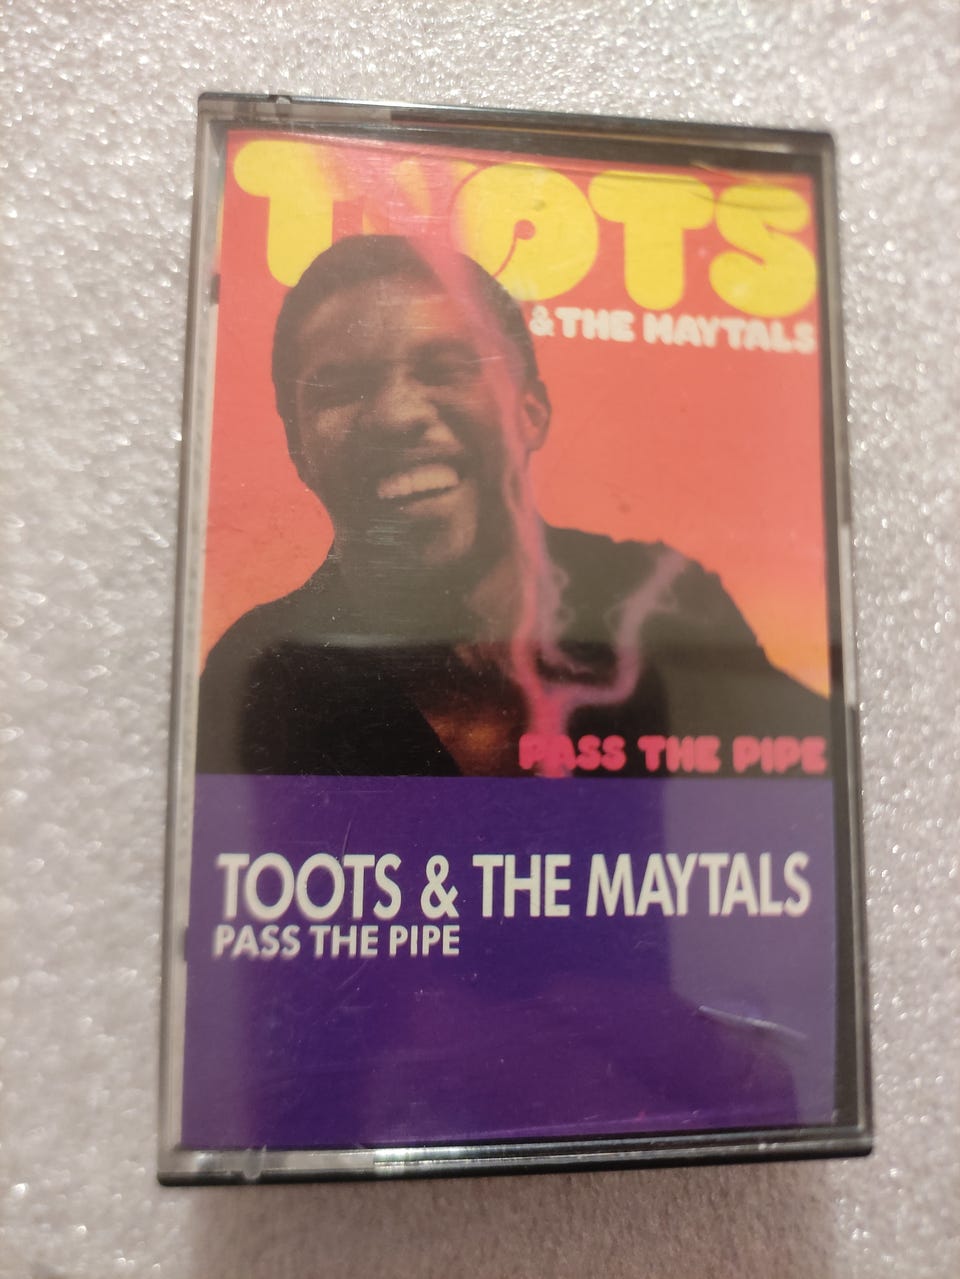 TOOTS
& THE MAYTALS
PASS THE PIPE
TOOTS & THE MAYTALS
PASS THE PIPE